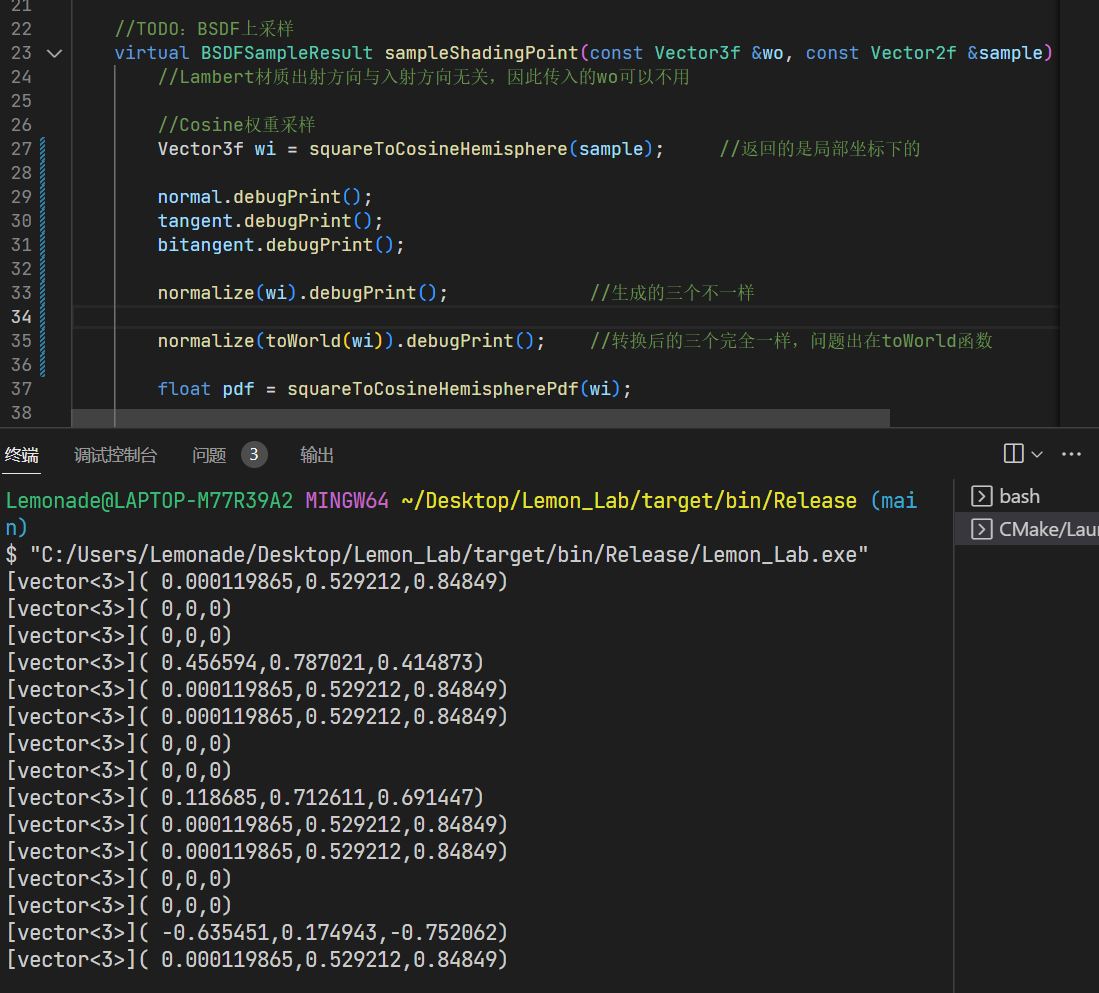 21
22 //TODO：BSDF上采样
23 virtual BSDFSampleResult sampleShadingPoint(const Vector3f &wo, const Vector2f &sample)
24 //Lambert材质出射方向与入射方向无关，因此传入的wo可以不用
25
26 //Cosine权重采样
27 Vector3f wi = squareToCosineHemisphere(sample); //返回的是局部坐标下的
28
29 normal.debugPrint();
30 tangent.debugPrint();
31 bitangent.debugPrint();
32
33 normalize(wi).debugPrint(); //生成的三个不一样
34
35 normalize(toWorld(wi)).debugPrint(); //转换后的三个完全一样，问题出在toWorld函数
36
37 float pdf = squareToCosineHemispherePdf(wi);
38
终端 调试控制台 问题 3 输出
Lemonade@LAPTOP-M77R39A2 MINGW64 ~/Desktop/Lemon_Lab/target/bin/Release (mai
n)
$ "C:/Users/Lemonade/Desktop/Lemon_Lab/target/bin/Release/Lemon_Lab.exe"
[vector<3>]( 0.000119865,0.529212,0.84849)
[vector<3>]( 0,0,0)
[vector<3>]( 0,0,0)
[vector<3>]( 0.456594,0.787021,0.414873)
[vector<3>]( 0.000119865,0.529212,0.84849)
[vector<3>]( 0.000119865,0.529212,0.84849)
[vector<3>]( 0,0,0)
[vector<3>]( 0,0,0)
[vector<3>]( 0.118685,0.712611,0.691447)
[vector<3>]( 0.000119865,0.529212,0.84849)
[vector<3>]( 0.000119865,0.529212,0.84849)
[vector<3>]( 0,0,0)
[vector<3>]( 0,0,0)
[vector<3>]( -0.635451,0.174943,-0.752062)
[vector<3>]( 0.000119865,0.529212,0.84849)
bash
CMake/Lau